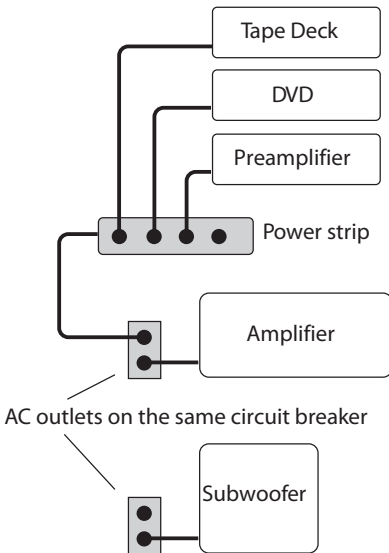 Tape Deck
DVD
Preamplifier
Power strip
Amplifier
AC outlets on the same circuit breaker
Subwoofer